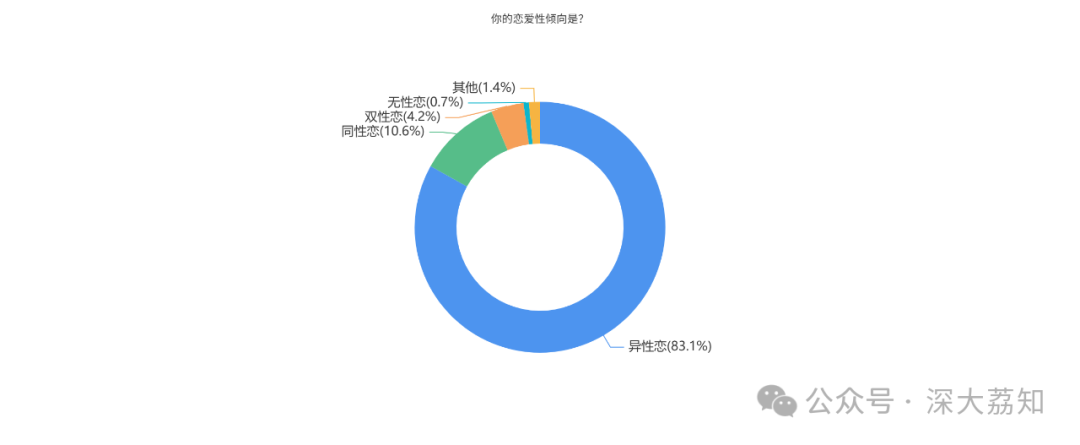 你的恋爱性倾向是?
其他(1.4%)
无性恋(0.7%)
双性恋(4.2%)
同性恋(10.6%)
异性恋(83.1%)
公众号 · 深大荔知